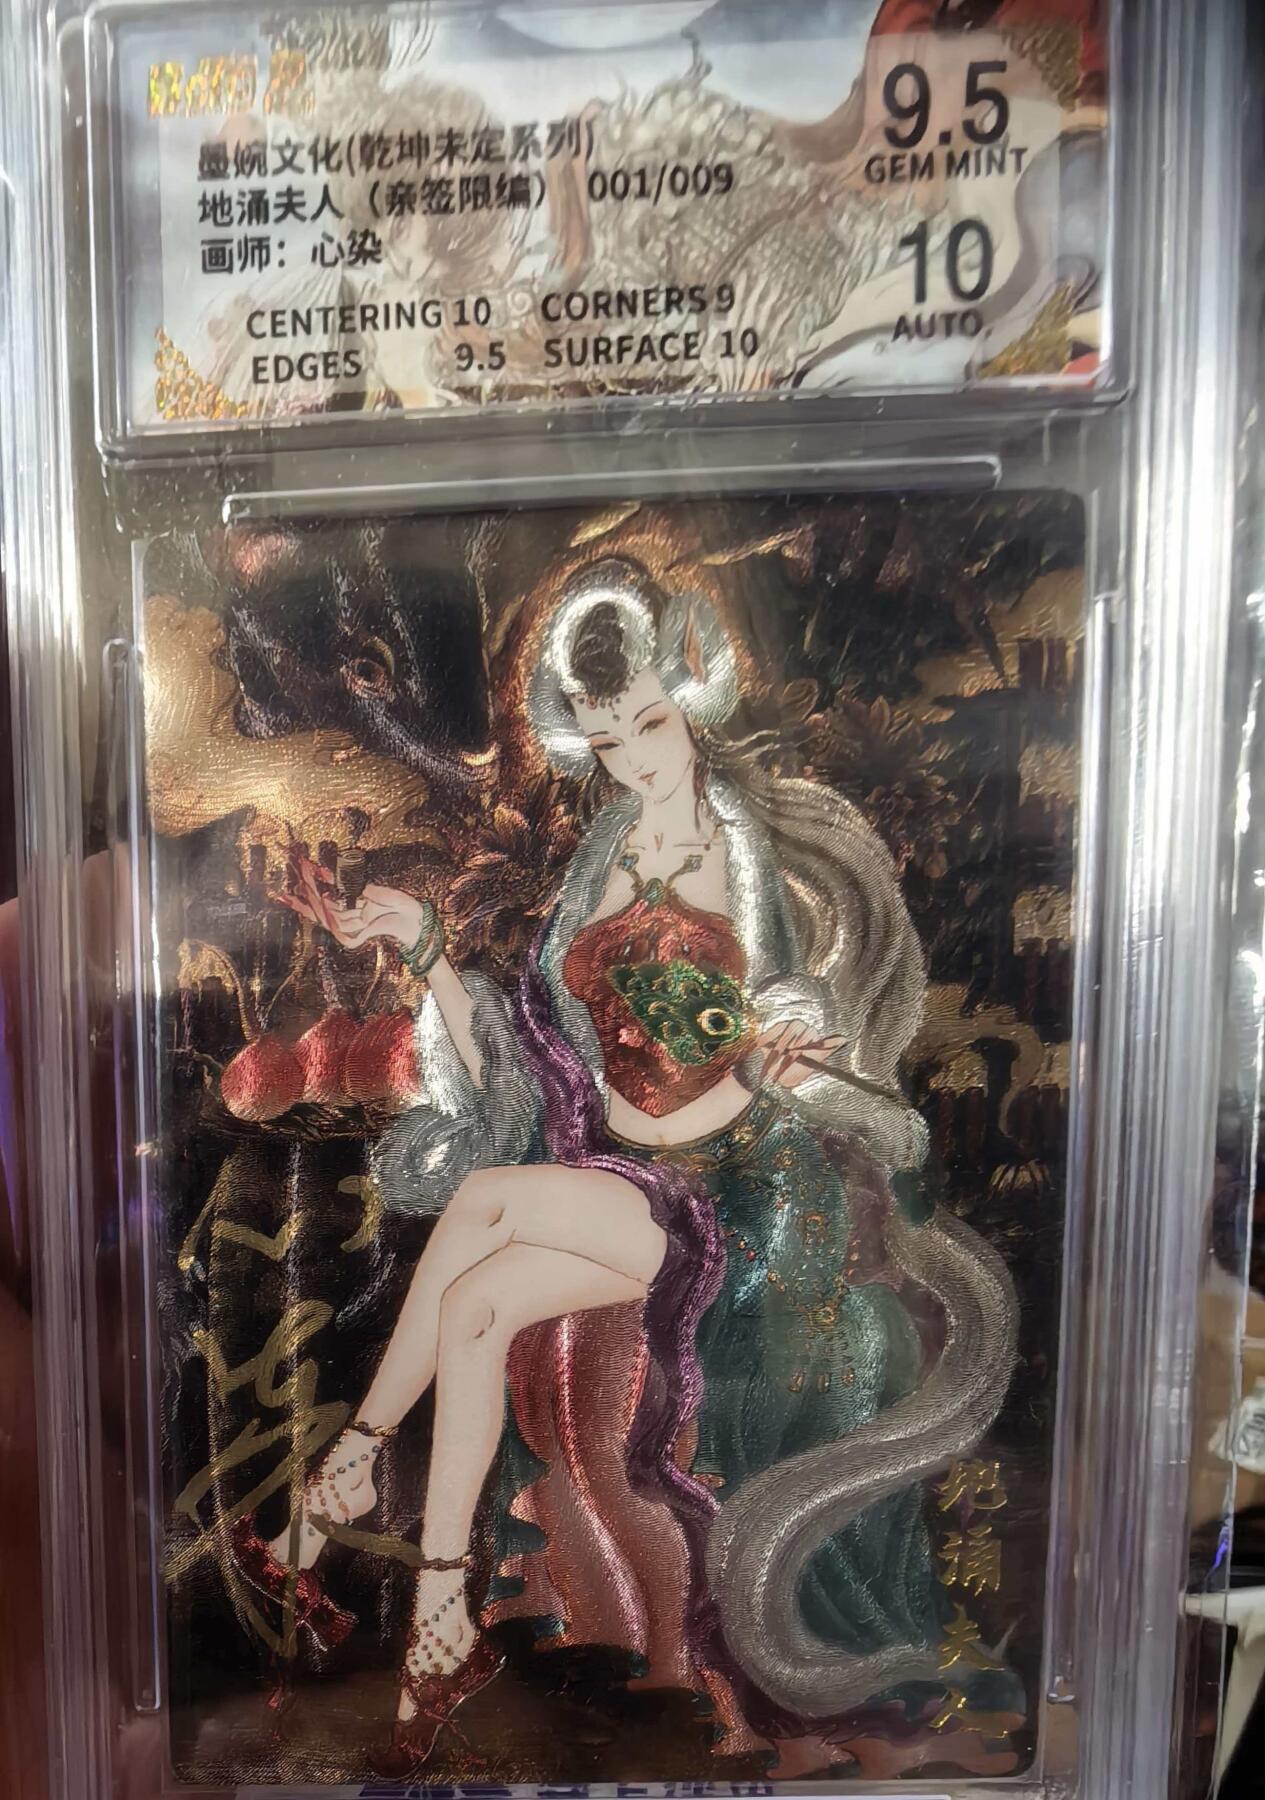 墨婉文化(乾坤未定系列)
地涌夫人（亲签限编） 001/009
画师：心染
CENTERING 10 CORNERS 9
EDGES 9.5 SURFACE 10
9.5
GEM MINT
10
AUTO.
心染
地涌夫人